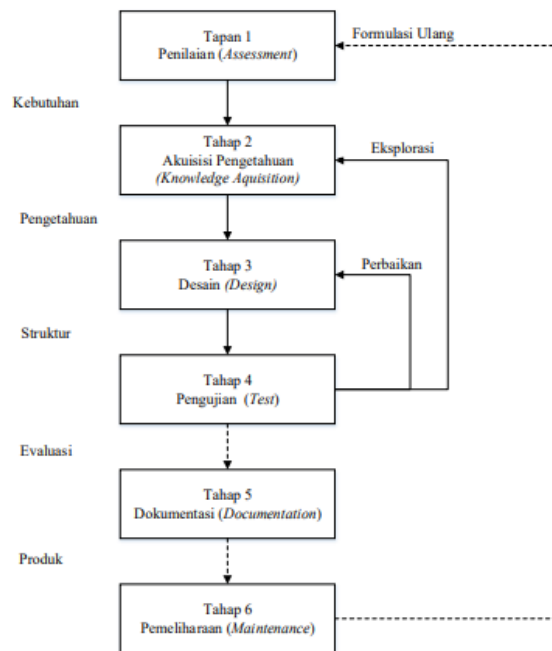 Tapan 1
Penilaian (Assessment)
Formulasi Ulang
Kebutuhan
Tahap 2
Akuisisi Pengetahuan
(Knowledge Aquisition)
Eksplorasi
Pengetahuan
Tahap 3
Desain (Design)
Perbaikan
Struktur
Tahap 4
Pengujian (Test)
Evaluasi
Tahap 5
Dokumentasi (Documentation)
Produk
Tahap 6
Pemeliharaan (Maintenance)